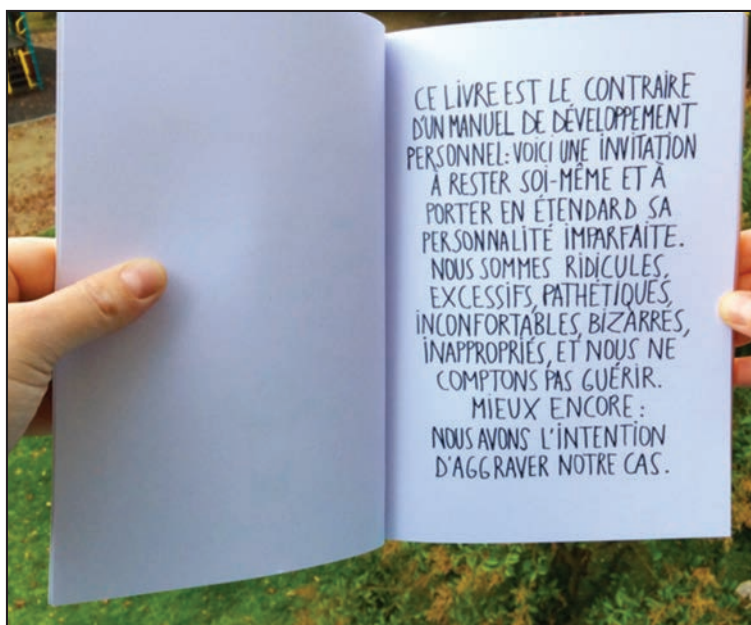 CE LIVRE EST LE CONTRAIRE
D'UN MANUEL DE DÉVELOPPEMENT
PERSONNEL: VOICI UNE INVITATION
À RESTER SOI-MÊME ET À
PORTER EN ÉTENDARD SA
PERSONNALITÉ IMPARFAITE.
NOUS SOMMES RIDICULES,
EXCESSIFS, PATHÉTIQUES,
INCONFORTABLES, BIZARRES,
INAPPROPRIÉS, ET NOUS NE
COMPTONS PAS GUÉRIR.
MIEUX ENCORE :
NOUS AVONS L'INTENTION
D'AGGRAVER NOTRE CAS.